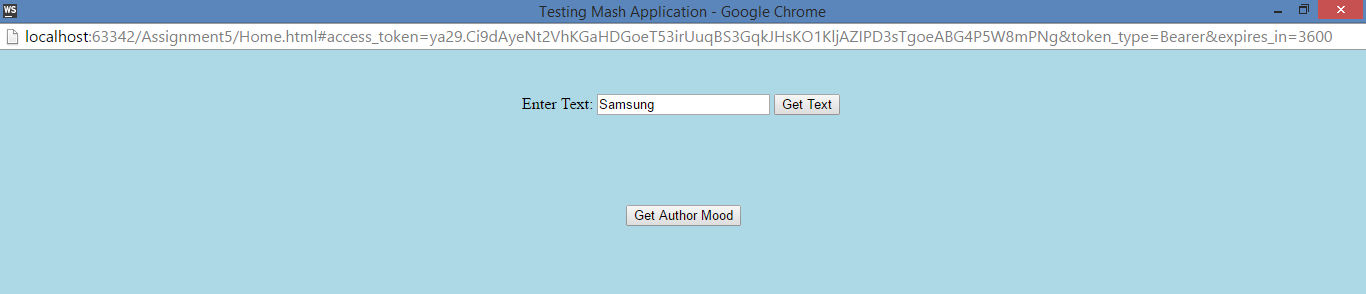 WS Testing Mash Application - Google Chrome
localhost:63342/Assignment5/Home.html#access_token=ya29.Ci9dAyeNt2VhKGaHDGoeT53irUuqBS3GqkJHsKO1KljAZIPD3sTgoeABG4P5W8mPNg&token_type=Bearer&expires_in=3600
Enter Text: Samsung Get Text
Get Author Mood